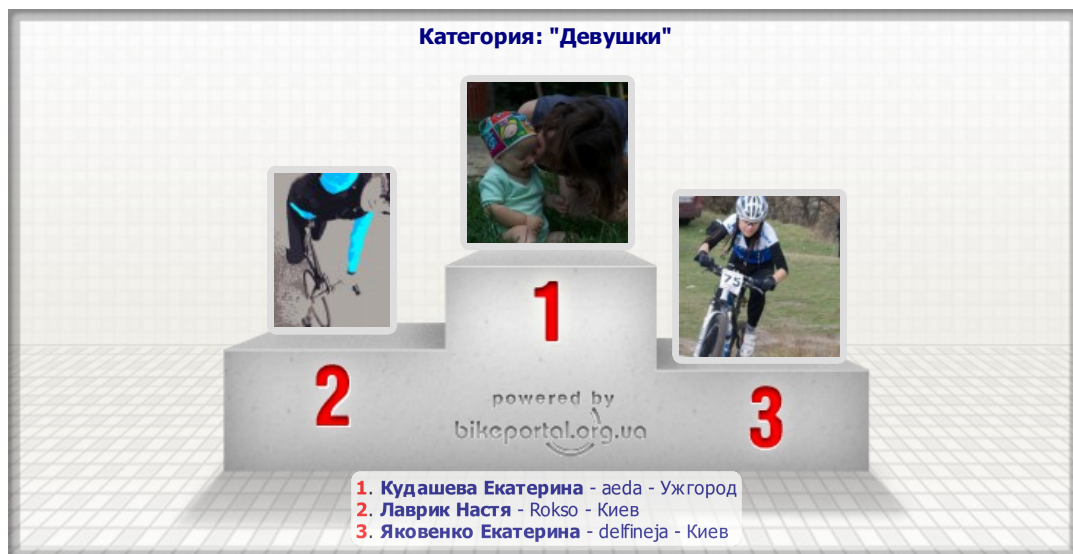 Категория: "Девушки"
75
1
2
3
powered by
bikeportal.org.ua
1. Кудашева Екатерина - aeda - Ужгород
2. Лаврик Настя - Rokso - Киев
3. Яковенко Екатерина - delfineja - Киев